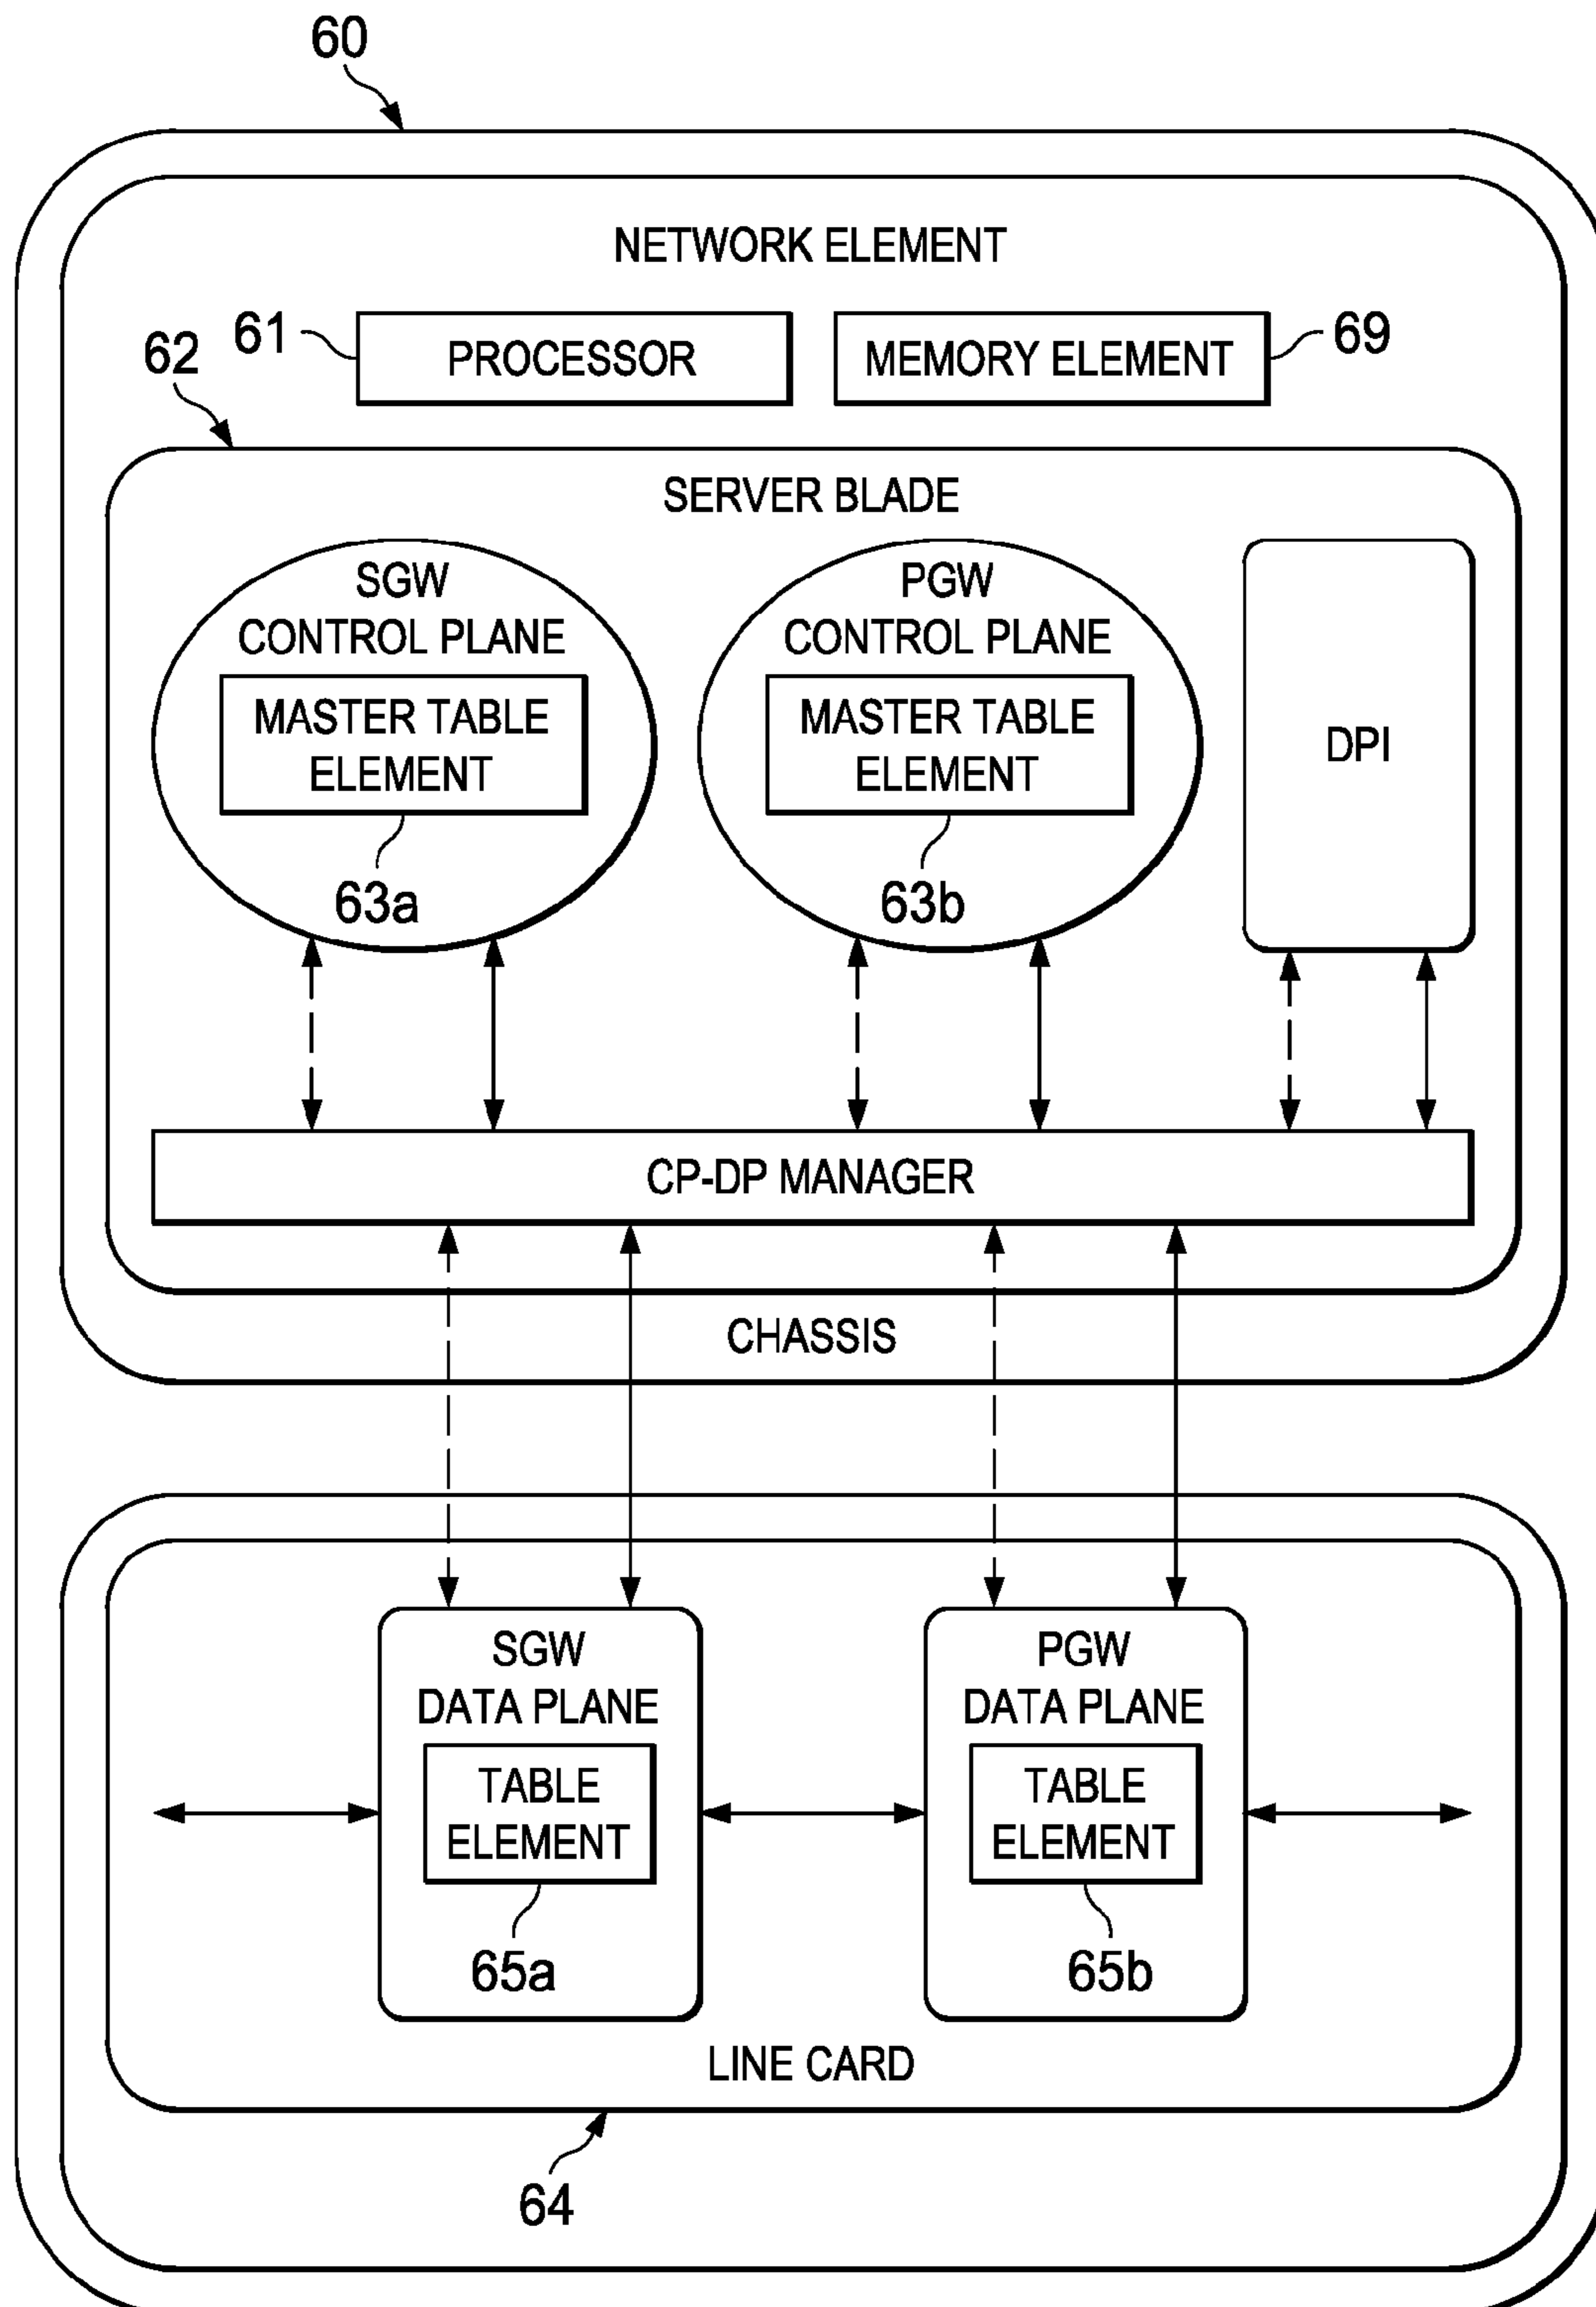 60
NETWORK ELEMENT
61
PROCESSOR
MEMORY ELEMENT
69
62
SERVER BLADE
SGW
CONTROL PLANE
MASTER TABLE
ELEMENT
63a
PGW
CONTROL PLANE
MASTER TABLE
ELEMENT
63b
DPI
CP-DP MANAGER
CHASSIS
SGW
DATA PLANE
TABLE
ELEMENT
65a
PGW
DATA PLANE
TABLE
ELEMENT
65b
LINE CARD
64